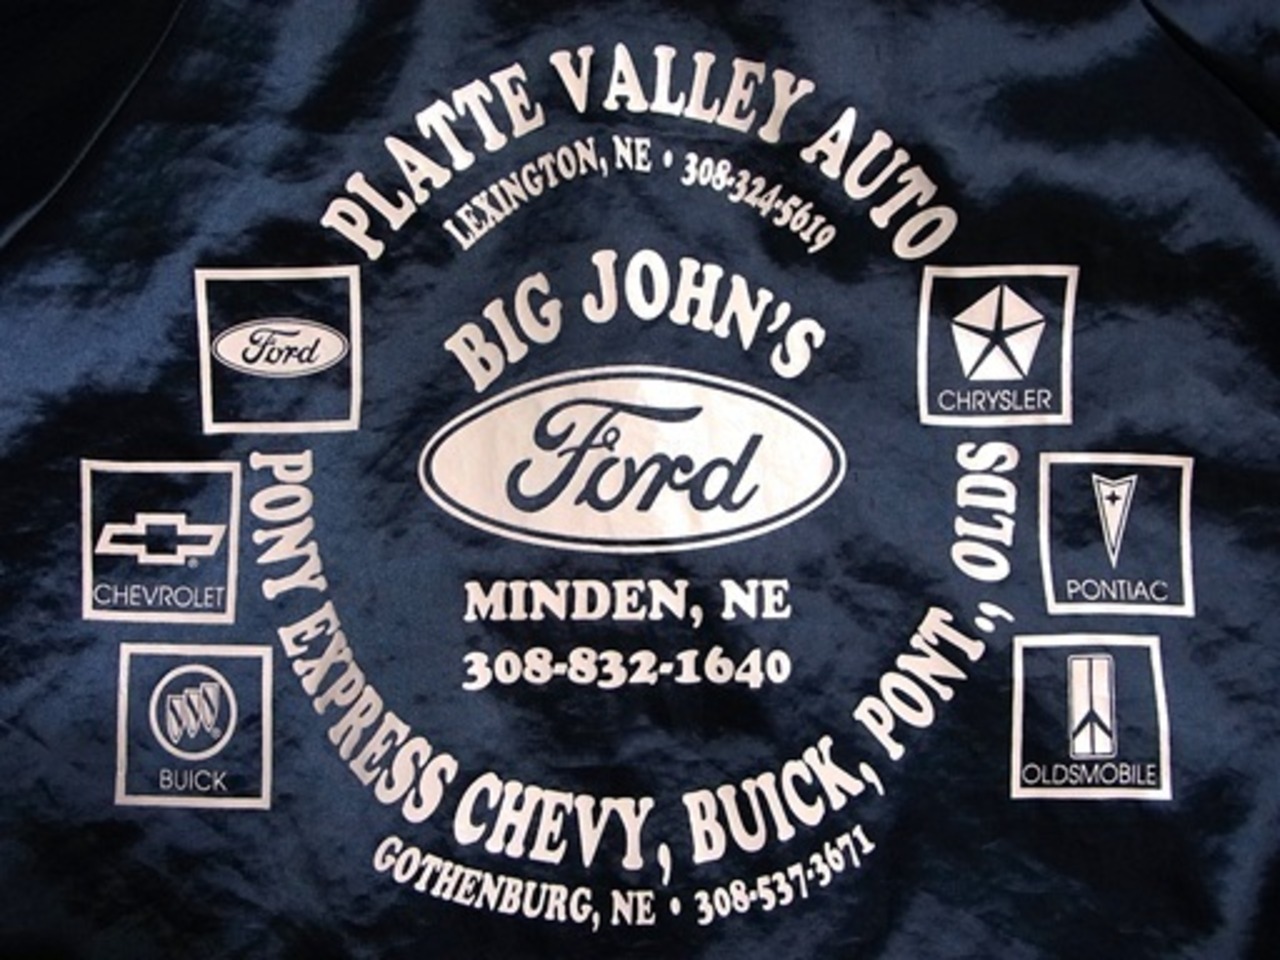 PLATTE VALLEY AUTO
LEXINGTON, NE • 308-324-5619
BIG JOHN'S
Ford
MINDEN, NE
308-832-1640
PONY EXPRESS CHEVY, BUICK, PONT., OLDS
GOTHENBURG, NE • 308-537-3671
Ford
CHRYSLER
CHEVROLET
PONTIAC
BUICK
OLDSMOBILE